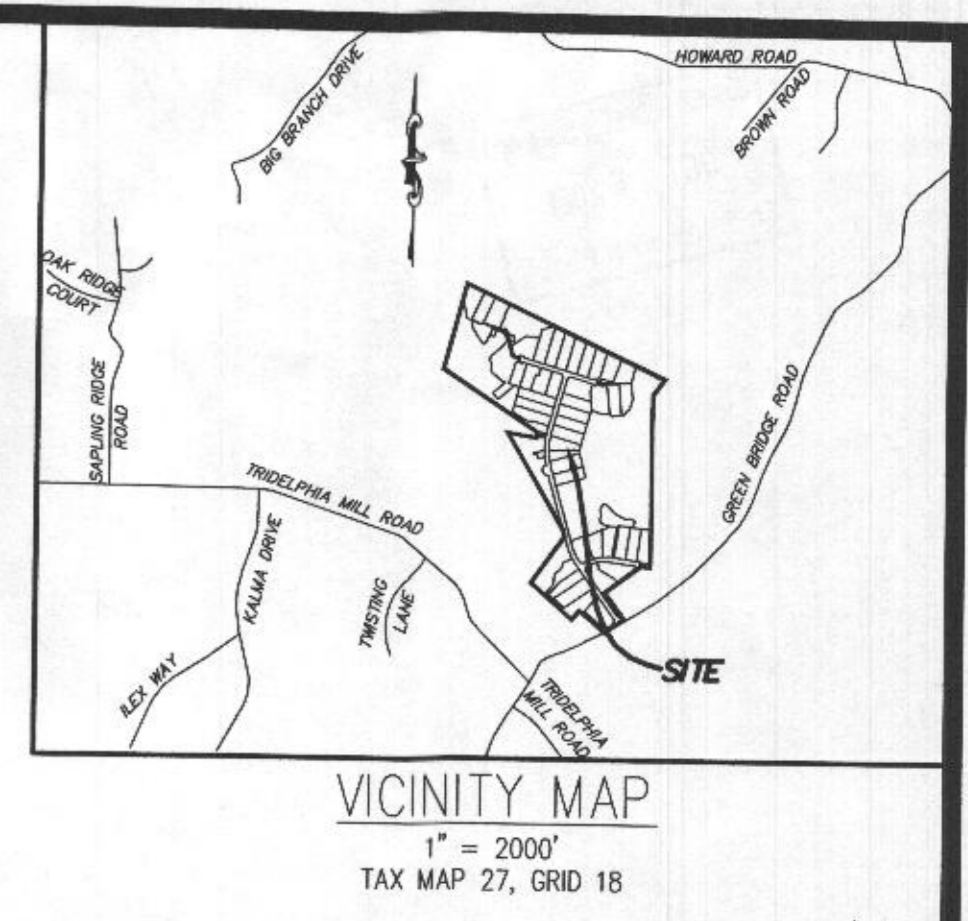 HOWARD ROAD
BIG BRANCH DRIVE
BROWN ROAD
OAK RIDGE
COURT
SAPLING RIDGE
ROAD
GREEN BRIDGE ROAD
TRIDELPHIA MILL ROAD
KALMA DRIVE
TWISTING
LANE
ILEX WAY
SITE
TRIDELPHIA
MILL ROAD
VICINITY MAP
1" = 2000'
TAX MAP 27, GRID 18